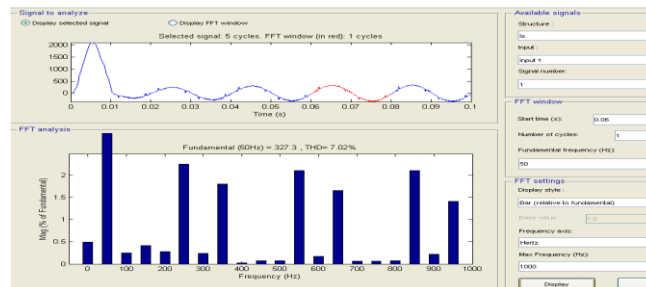 Signal to analyze
Display selected signal
Display FFT window
Selected signal: 5 cycles. FFT window (in red): 1 cycles
2000
1500
1000
500
0
0 0.01 0.02 0.03 0.04 0.05 0.06 0.07 0.08 0.09 0.1
Time (s)
FFT analysis
Fundamental (50Hz) = 327.3 , THD= 7.02%
Mag (% of Fundamental)
2
1.5
1
0.5
0
0 100 200 300 400 500 600 700 800 900 1000
Frequency (Hz)
Available signals
Structure :
Is
Input :
input 1
Signal number:
1
FFT window
Start time (s): 0.06
Number of cycles: 1
Fundamental frequency (Hz):
50
FFT settings
Display style :
Bar (relative to fundamental)
Base value: 1.0
Frequency axis:
Hertz
Max Frequency (Hz):
1000
Display